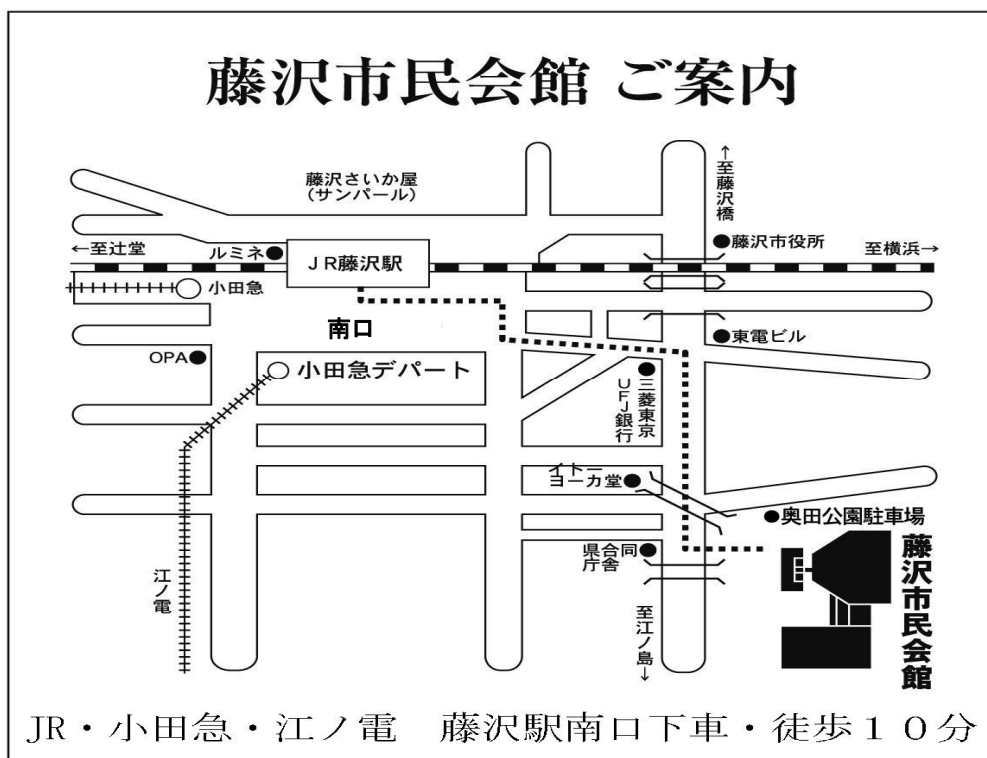 藤沢市民会館 ご案内
藤沢さいか屋
(サンパール)
↑至藤沢橋
←至辻堂
ルミネ
JR藤沢駅
藤沢市役所
至横浜→
小田急
南口
東電ビル
OPA
小田急デパート
三菱東京
UFJ銀行
イトー
ヨーカ堂
奥田公園駐車場
県合同
庁舎
藤沢市民会館
江ノ電
至江ノ島→
JR・小田急・江ノ電 藤沢駅南口下車・徒歩10分